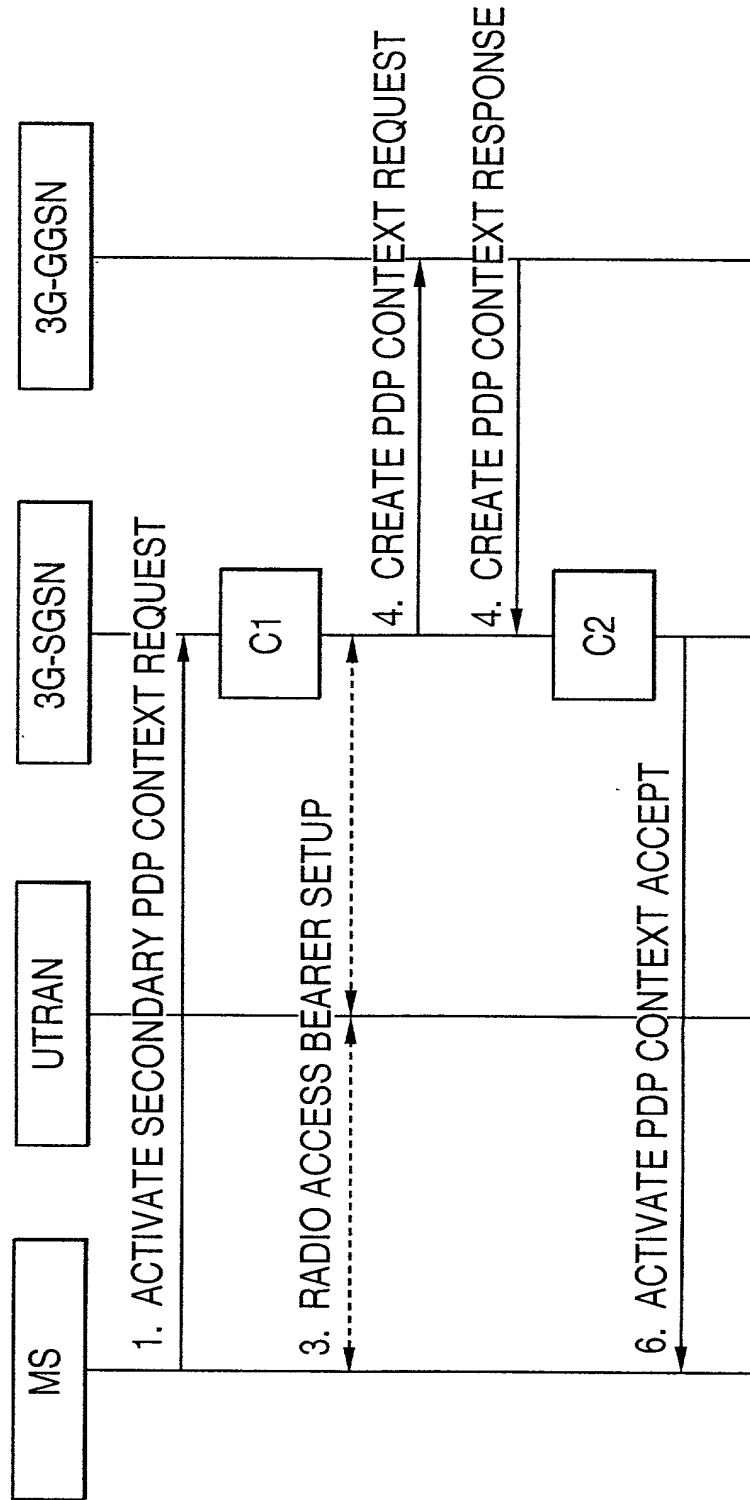 MS
UTRAN
3G-SGSN
3G-GGSN
1. ACTIVATE SECONDARY PDP CONTEXT REQUEST
C1
3. RADIO ACCESS BEARER SETUP
4. CREATE PDP CONTEXT REQUEST
4. CREATE PDP CONTEXT RESPONSE
C2
6. ACTIVATE PDP CONTEXT ACCEPT